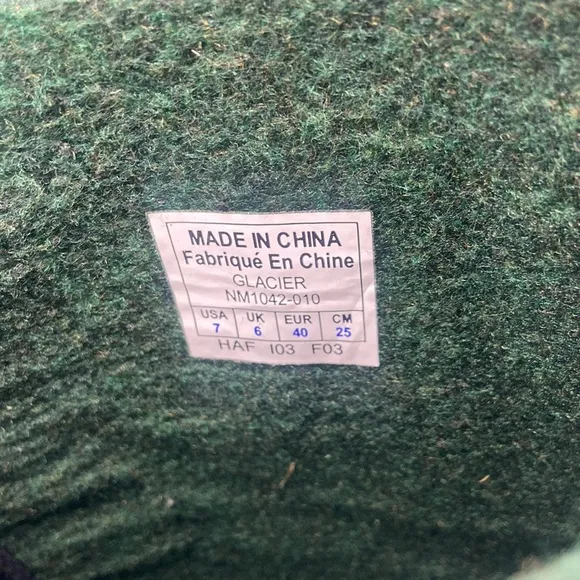 MADE IN CHINA
Fabriqué En Chine
GLACIER
NM1042-010
USA UK EUR CM
7 6 40 25
HAF I03 F03